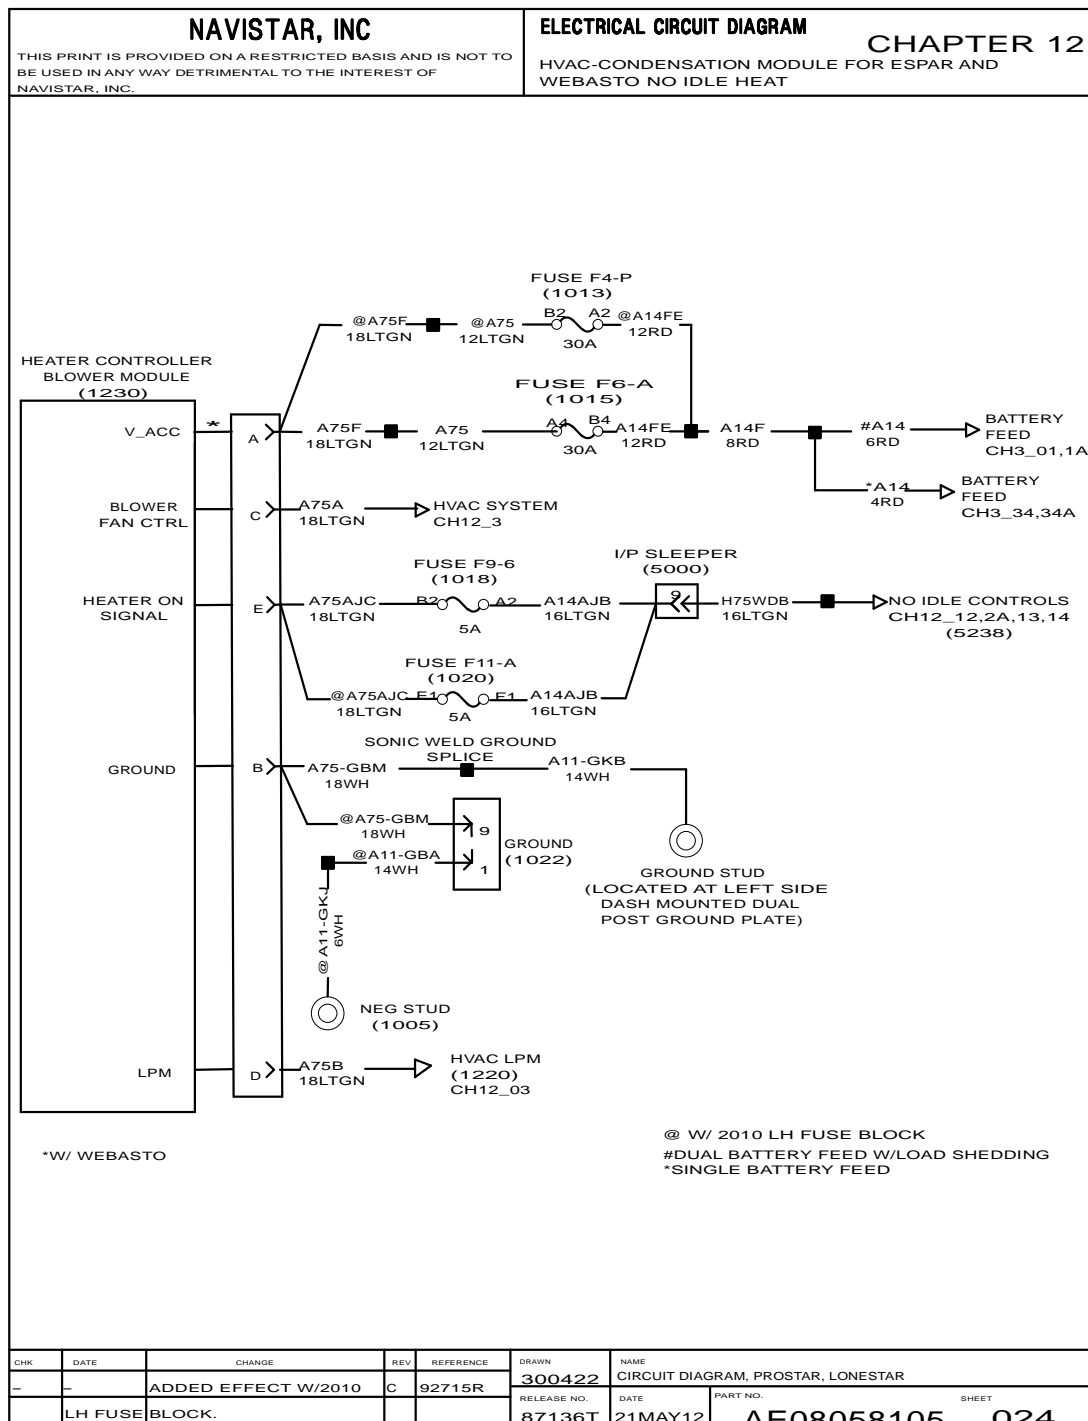 NAVISTAR, INC
THIS PRINT IS PROVIDED ON A RESTRICTED BASIS AND IS NOT TO
BE USED IN ANY WAY DETRIMENTAL TO THE INTEREST OF
NAVISTAR, INC.
ELECTRICAL CIRCUIT DIAGRAM
CHAPTER 12
HVAC-CONDENSATION MODULE FOR ESPAR AND
WEBASTO NO IDLE HEAT
FUSE F4-P
(1013)
@A75F
18LTGN
@A75
12LTGN
B2
A2
30A
@A14FE
12RD
HEATER CONTROLLER
BLOWER MODULE
(1230)
FUSE F6-A
(1015)
V_ACC
*
A
A75F
18LTGN
A75
12LTGN
A4
B4
30A
A14FE
12RD
A14F
8RD
#A14
6RD
BATTERY
FEED
CH3_01,1A
*A14
4RD
BATTERY
FEED
CH3_34,34A
BLOWER
FAN CTRL
C
A75A
18LTGN
HVAC SYSTEM
CH12_3
FUSE F9-6
(1018)
I/P SLEEPER
(5000)
HEATER ON
SIGNAL
E
A75AJC
18LTGN
B2
A2
5A
A14AJB
16LTGN
9
H75WDB
16LTGN
NO IDLE CONTROLS
CH12_12,2A,13,14
(5238)
FUSE F11-A
(1020)
@A75AJC
18LTGN
E1
F1
5A
A14AJB
16LTGN
SONIC WELD GROUND
SPLICE
GROUND
B
A75-GBM
18WH
A11-GKB
14WH
@A75-GBM
18WH
9
GROUND
(1022)
@A11-GBA
14WH
1
GROUND STUD
(LOCATED AT LEFT SIDE
DASH MOUNTED DUAL
POST GROUND PLATE)
@A11-GKJ
6WH
NEG STUD
(1005)
LPM
D
A75B
18LTGN
HVAC LPM
(1220)
CH12_03
*W/ WEBASTO
@ W/ 2010 LH FUSE BLOCK
#DUAL BATTERY FEED W/LOAD SHEDDING
*SINGLE BATTERY FEED
CHK DATE CHANGE REV REFERENCE
- - ADDED EFFECT W/2010 C 92715R
LH FUSE BLOCK.
DRAWN
300422
NAME
CIRCUIT DIAGRAM, PROSTAR, LONESTAR
RELEASE NO.
87136T
DATE
21MAY12
PART NO.
AE08058105
SHEET
024